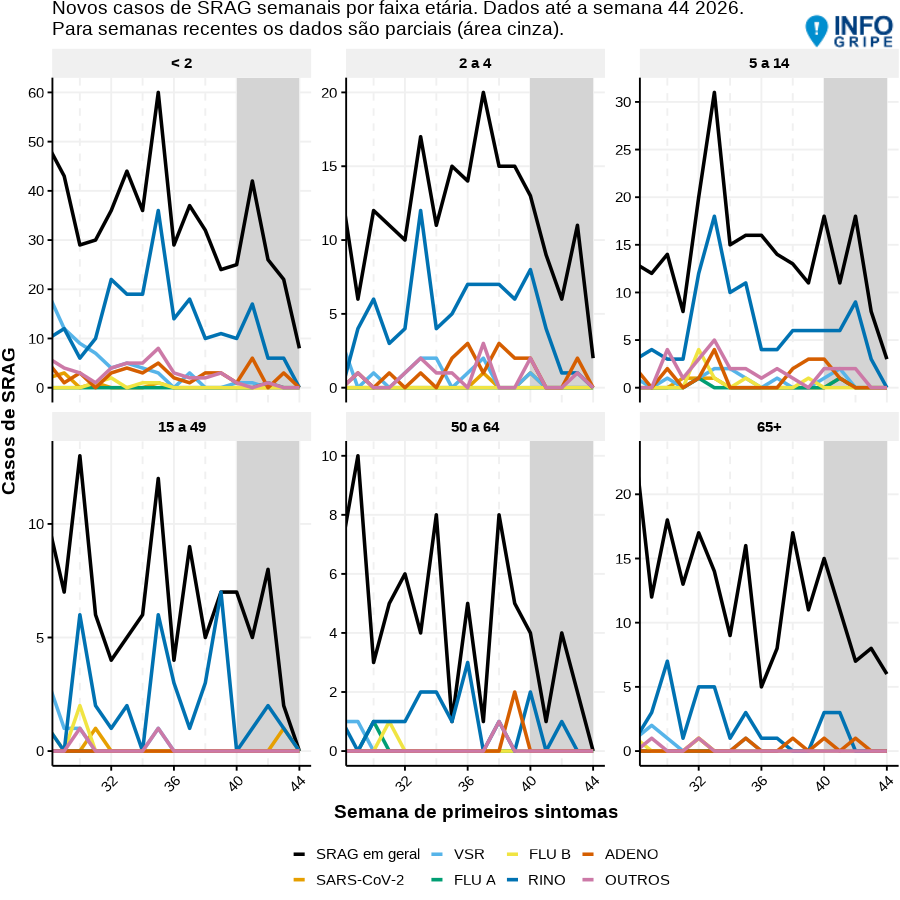 Novos casos de SRAG semanais por faixa etária. Dados até a semana 44 2026.
Para semanas recentes os dados são parciais (área cinza).
INFO
GRIPE
< 2
2 a 4
5 a 14
60
50
40
30
20
10
0
20
15
10
5
0
30
25
20
15
10
5
0
Casos de SRAG
15 a 49
50 a 64
65+
10
5
0
10
8
6
4
2
0
20
15
10
5
0
32 36 40 44
32 36 40 44
32 36 40 44
Semana de primeiros sintomas
SRAG em geral VSR FLU B ADENO
SARS-CoV-2 FLU A RINO OUTROS